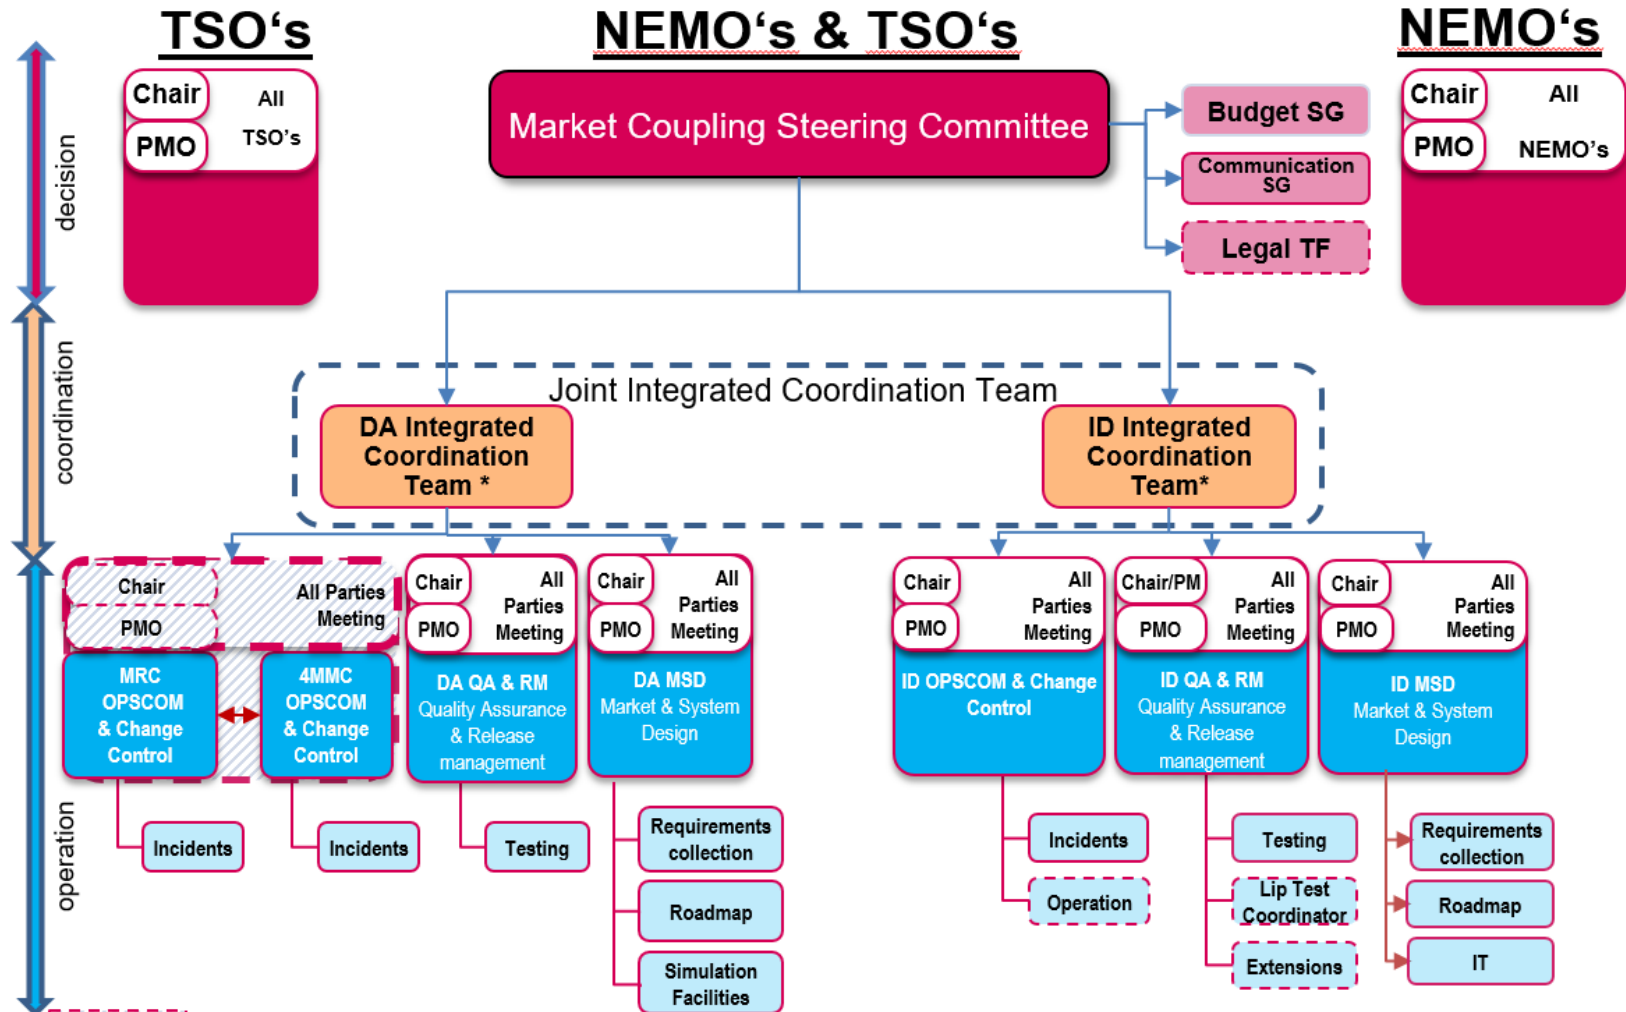 TSO‘s
NEMO‘s & TSO‘s
NEMO‘s
Chair
All
PMO
TSO’s
Market Coupling Steering Committee
Budget SG
Communication
SG
Legal TF
Chair
All
PMO
NEMO’s
decision
coordination
operation
Joint Integrated Coordination Team
DA Integrated
Coordination
Team *
ID Integrated
Coordination
Team*
Chair
PMO
All Parties
Meeting
MRC
OPSCOM
& Change
Control
4MMC
OPSCOM
& Change
Control
Chair
PMO
All
Parties
Meeting
DA QA & RM
Quality Assurance
& Release
management
Chair
PMO
All
Parties
Meeting
DA MSD
Market & System
Design
Chair
PMO
All
Parties
Meeting
ID OPSCOM & Change
Control
Chair/PM
PMO
All
Parties
Meeting
ID QA & RM
Quality Assurance
& Release
management
Chair
PMO
All
Parties
Meeting
ID MSD
Market & System
Design
Incidents
Incidents
Testing
Requirements
collection
Roadmap
Simulation
Facilities
Incidents
Operation
Testing
Lip Test
Coordinator
Extensions
Requirements
collection
Roadmap
IT